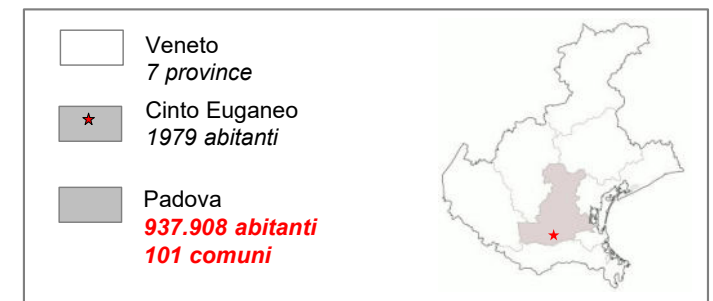 Veneto
7 province
Cinto Euganeo
1979 abitanti
Padova
937.908 abitanti
101 comuni